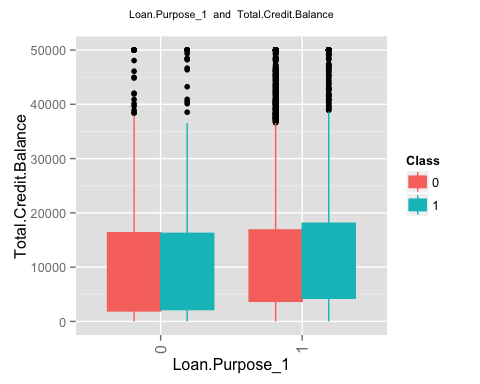 Loan.Purpose_1 and Total.Credit.Balance
50000
40000
30000
20000
10000
0
Total.Credit.Balance
0
1
Loan.Purpose_1
Class
0
1